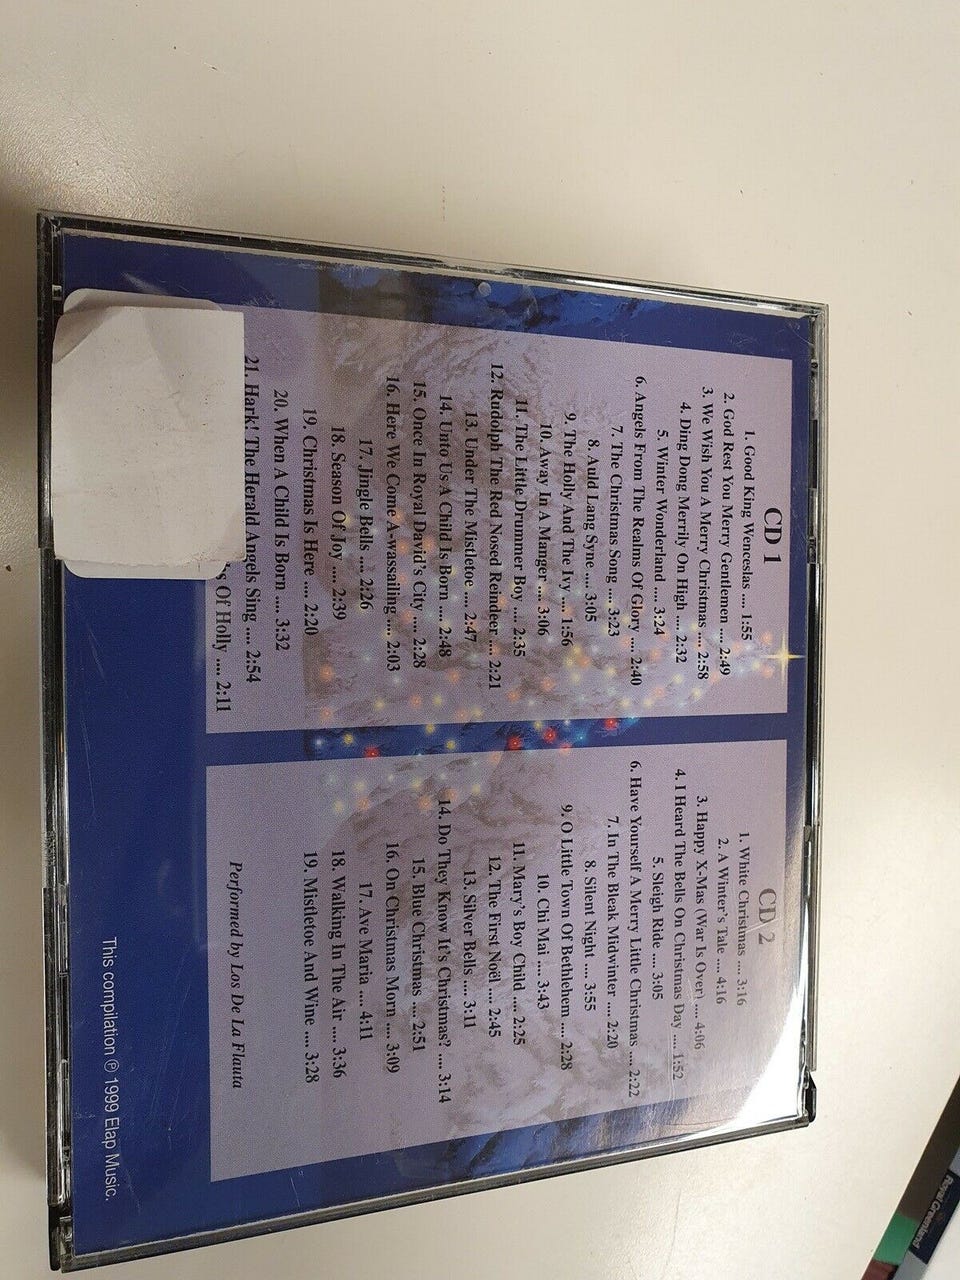 CD 1
1. Good King Wenceslas ..... 1:55
2. God Rest You Merry Gentlemen .... 2:49
3. We Wish You A Merry Christmas ..... 2:58
4. Ding Dong Merrily On High .... 2:32
5. Winter Wonderland .... 3:24
6. Angels From The Realms Of Glory .... 2:40
7. The Christmas Song .... 3:23
8. Auld Lang Syne .... 3:05
9. The Holly And The Ivy .... 1:56
10. Away In A Manger .... 3:06
11. The Little Drummer Boy .... 2:35
12. Rudolph The Red Nosed Reindeer .... 2:21
13. Under The Mistletoe .... 2:47
14. Unto Us A Child Is Born .... 2:48
15. Once In Royal David's City .... 2:28
16. Here We Come A-wassailing .... 2:03
17. Jingle Bells .... 2:26
18. Season Of Joy .... 2:39
19. Christmas Is Here ..... 2:20
20. When A Child Is Born .... 3:32
21. Hark! The Herald Angels Sing .... 2:54
Of Holly ..... 2:11
CD 2
1. White Christmas .... 3:16
2. A Winter's Tale .... 4:16
3. Happy X-Mas (War Is Over) .... 4:06
4. I Heard The Bells On Christmas Day .... 1:52
5. Sleigh Ride .... 3:05
6. Have Yourself A Merry Little Christmas .... 2:22
7. In The Bleak Midwinter .... 2:20
8. Silent Night .... 3:55
9. O Little Town Of Bethlehem .... 2:28
10. Chi Mai .... 3:43
11. Mary's Boy Child .... 2:25
12. The First Noël .... 2:45
13. Silver Bells .... 3:11
14. Do They Know It's Christmas? .... 3:14
15. Blue Christmas .... 2:51
16. On Christmas Morn .... 3:09
17. Ave Maria .... 4:11
18. Walking In The Air .... 3:36
19. Mistletoe And Wine .... 3:28
Performed by Los De La Flauta
This compilation ℗ 1999 Elap Music.
Royal Greenland